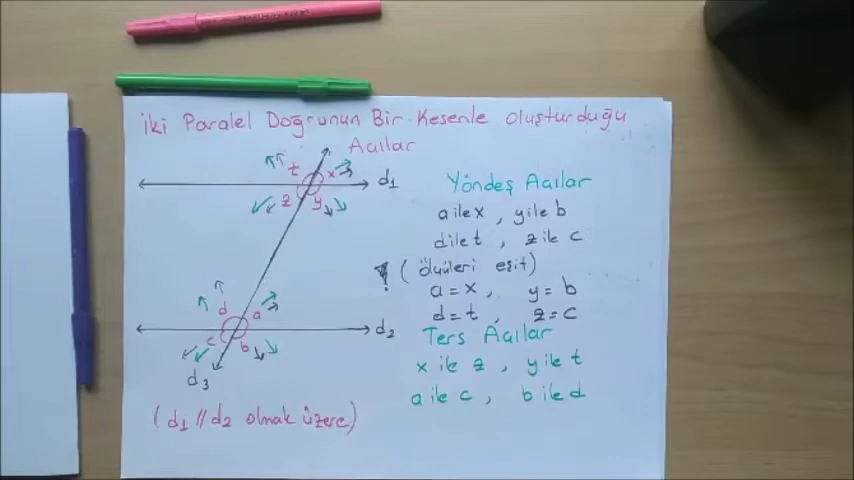 İki Paralel Doğrunun Bir Kesenle oluşturduğu
Açılar
t x d1
z y
d a
c b d2
d3
(d1 // d2 olmak üzere)
Yöndeş Açılar
a ile x , y ile b
d ile t , z ile c
! (ölçüleri eşit)
a = x , y = b
d = t , z = c
Ters Açılar
x ile z , y ile t
a ile c , b ile d